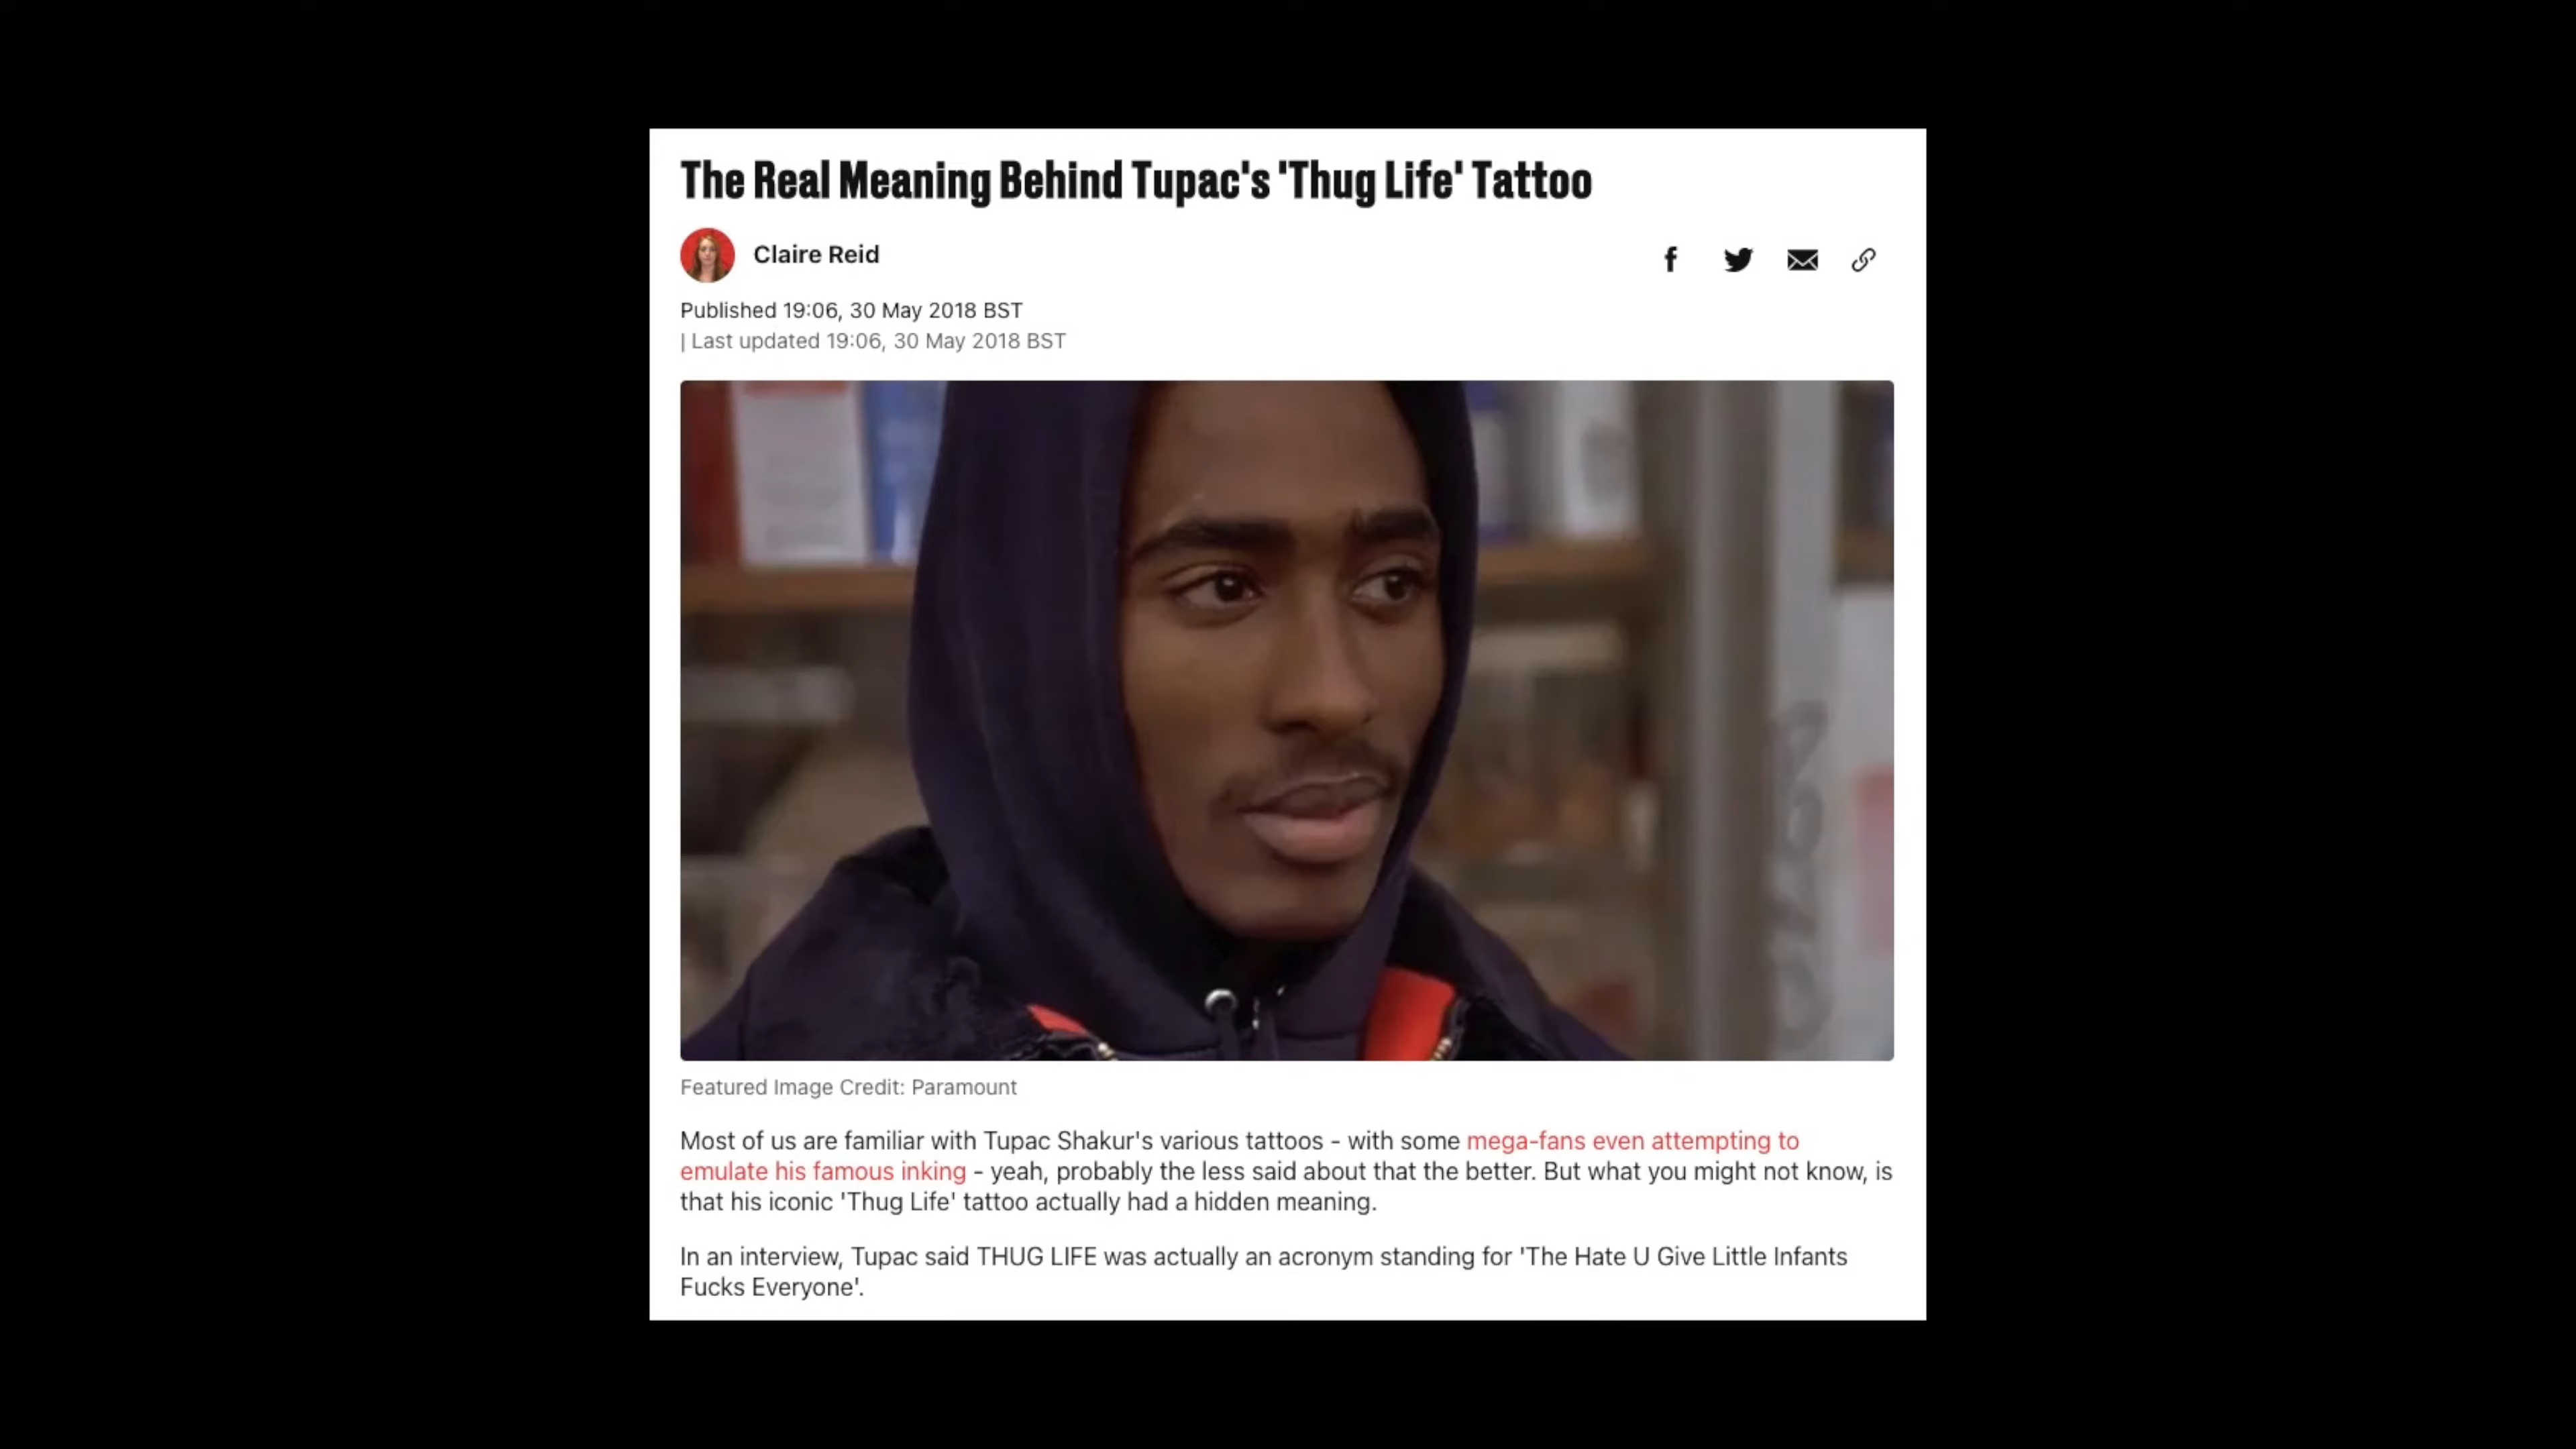 The Real Meaning Behind Tupac's 'Thug Life' Tattoo
Claire Reid
Published 19:06, 30 May 2018 BST
| Last updated 19:06, 30 May 2018 BST
Featured Image Credit: Paramount
Most of us are familiar with Tupac Shakur's various tattoos - with some mega-fans even attempting to
emulate his famous inking - yeah, probably the less said about that the better. But what you might not know, is
that his iconic 'Thug Life' tattoo actually had a hidden meaning.
In an interview, Tupac said THUG LIFE was actually an acronym standing for 'The Hate U Give Little Infants
Fucks Everyone'.